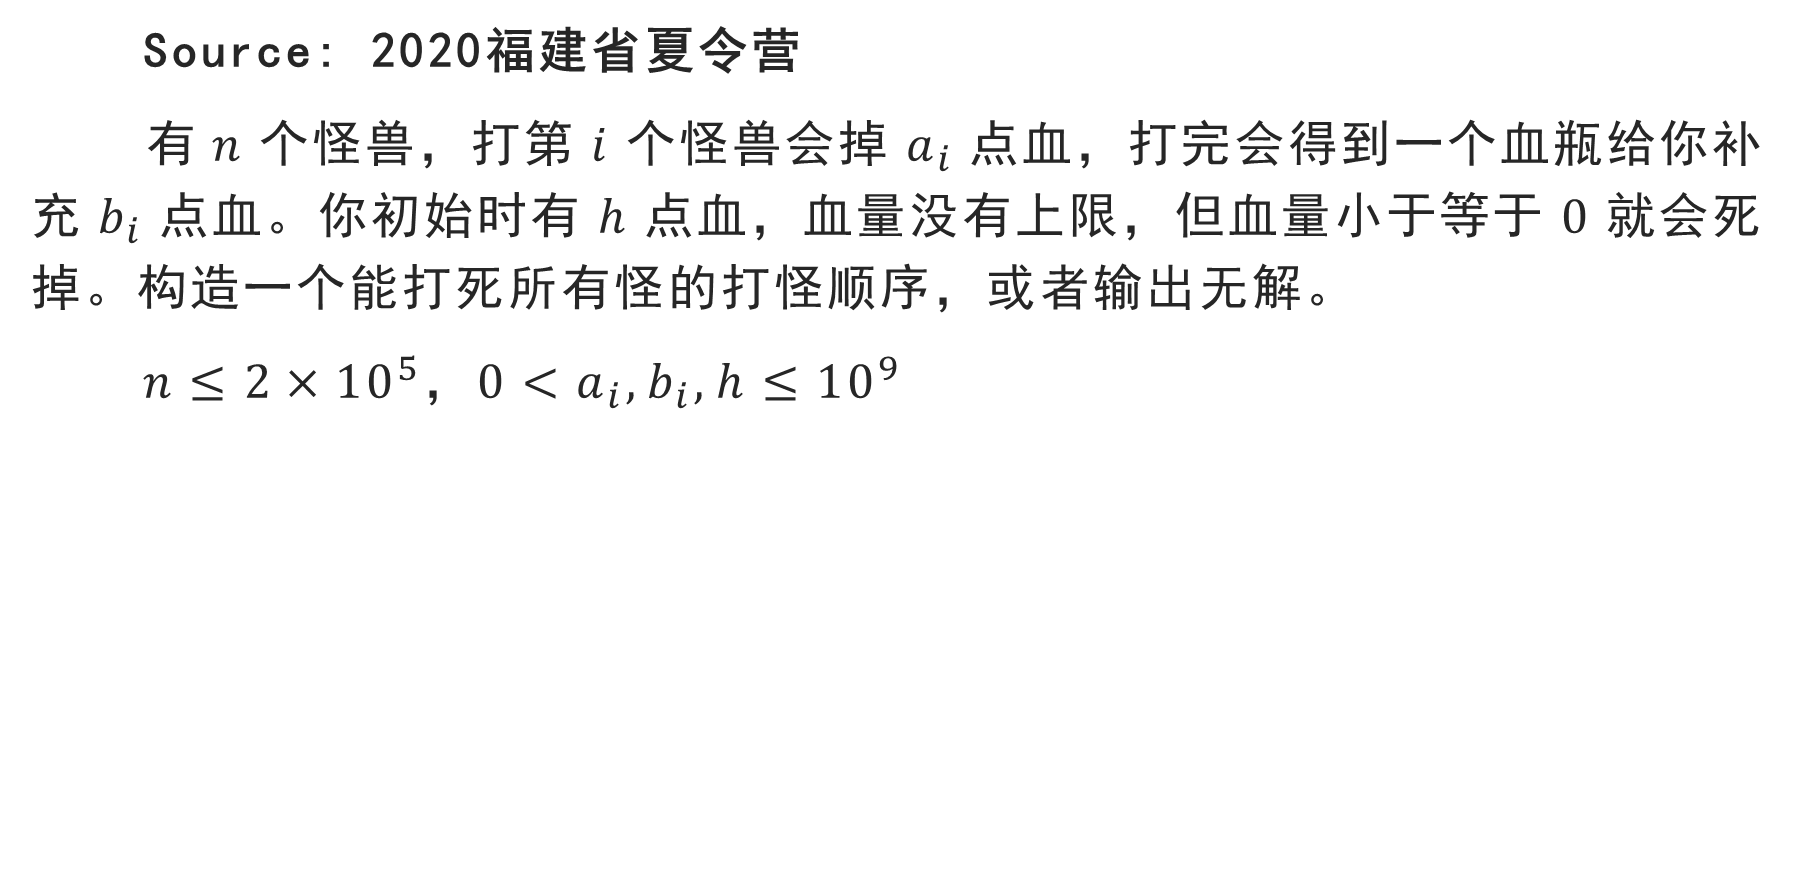 Source: 2020福建省夏令营
有 n 个怪兽，打第 i 个怪兽会掉 aᵢ 点血，打完会得到一个血瓶给你补
充 bᵢ 点血。你初始时有 h 点血，血量没有上限，但血量小于等于 0 就会死
掉。构造一个能打死所有怪的打怪顺序，或者输出无解。
n ≤ 2 × 10⁵，0 < aᵢ, bᵢ, h ≤ 10⁹